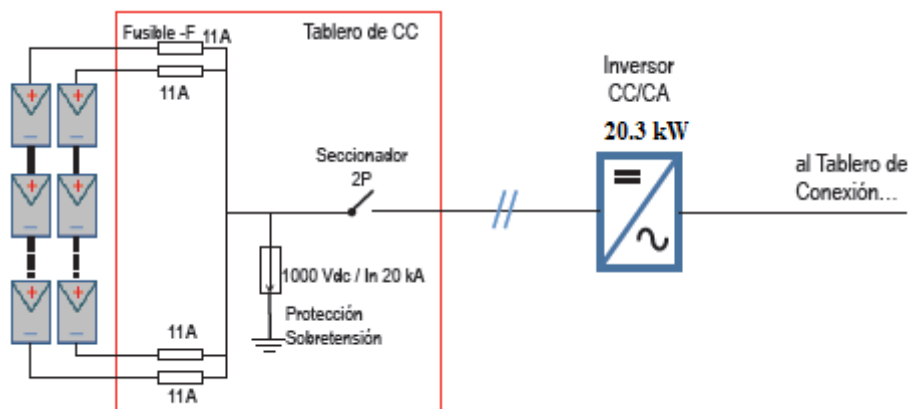 Fusible -F 11A
Tablero de CC
11A
Inversor
CC/CA
20.3 kW
Seccionador
2P
al Tablero de
Conexión...
1000 Vdc / In 20 kA
Protección
Sobretensión
11A
11A